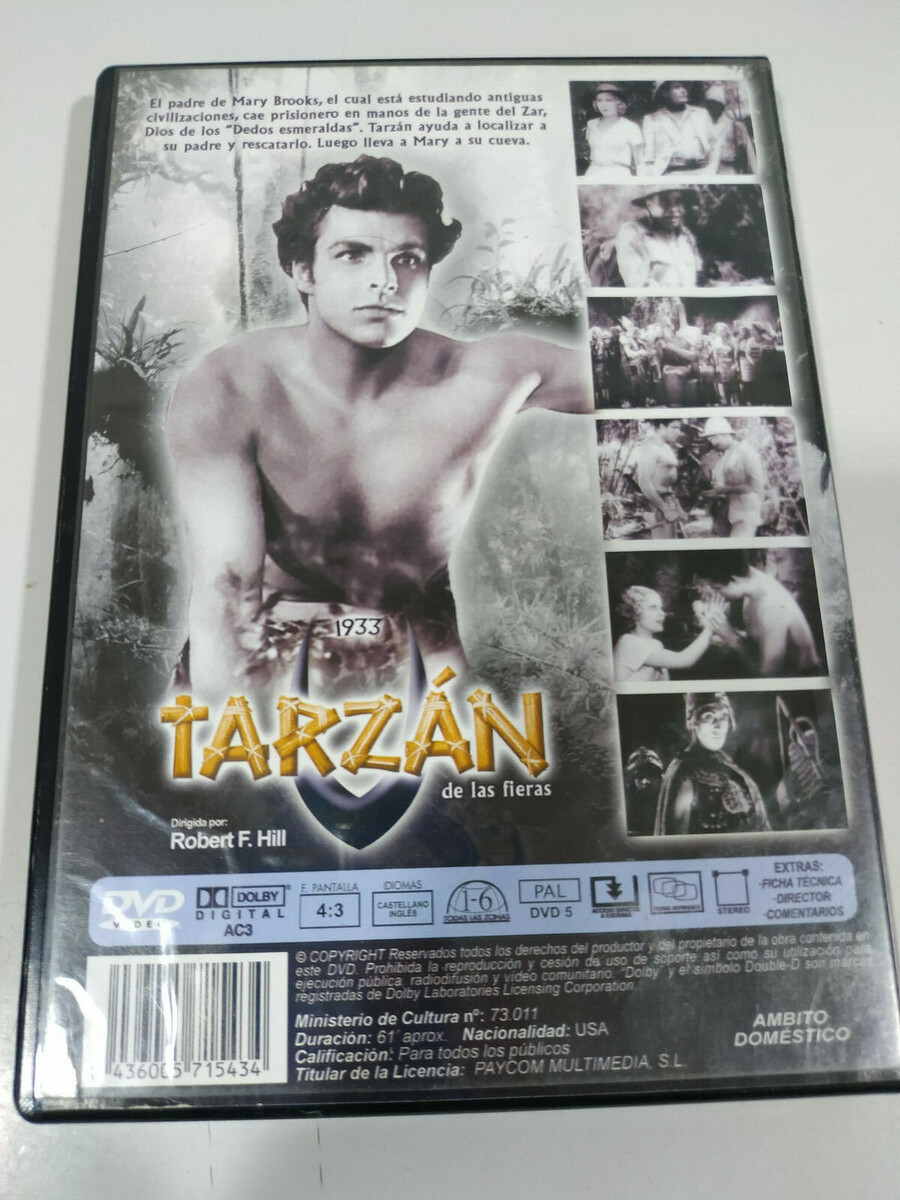 El padre de Mary Brooks, el cual está estudiando antiguas
civilizaciones, cae prisionero en manos de la gente del Zar,
Dios de los "Dedos esmeraldas". Tarzán ayuda a localizar a
su padre y rescatarlo. Luego lleva a Mary a su cueva.
1933
TARZÁN
de las fieras
Dirigida por:
Robert F. Hill
DVD
VIDEO
DOLBY
DIGITAL
AC3
F. PANTALLA
4:3
IDIOMAS
CASTELLANO
INGLÉS
1-6
TODAS LAS ZONAS
PAL
DVD 5
ACCESO DIRECTO
A ESCENAS
STEREO
EXTRAS:
·FICHA TÉCNICA
·DIRECTOR
·COMENTARIOS
© COPYRIGHT Reservados todos los derechos del productor y del propietario de la obra contenida en
este DVD. Prohibida la reproducción y cesión de uso de soporte así como su utilización para
ejecución pública, radiodifusión y video comunitario. "Dolby" y el símbolo Double-D son marcas
registradas de Dolby Laboratories Licensing Corporation.
Ministerio de Cultura nº: 73.011
Duración: 61' aprox. Nacionalidad: USA
Calificación: Para todos los públicos
Titular de la Licencia: PAYCOM MULTIMEDIA, S.L.
AMBITO
DOMÉSTICO
436005 715434